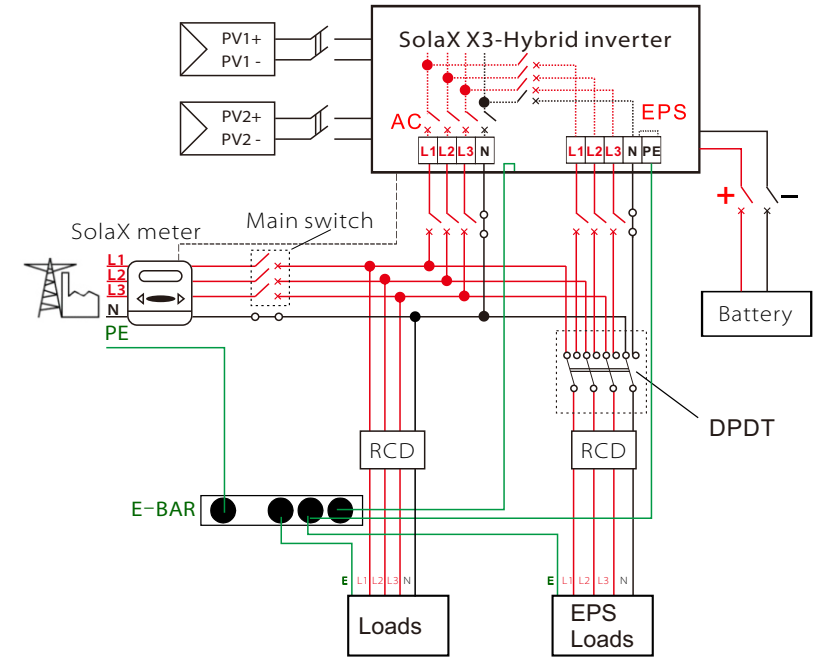 PV1+
PV1 -
PV2+
PV2 -
SolaX X3-Hybrid inverter
AC
EPS
L1 L2 L3 N
L1 L2 L3 N PE
+
−
SolaX meter
Main switch
L1
L2
L3
N
PE
Battery
DPDT
RCD
RCD
E-BAR
E L1 L2 L3 N
E L1 L2 L3 N
Loads
EPS
Loads